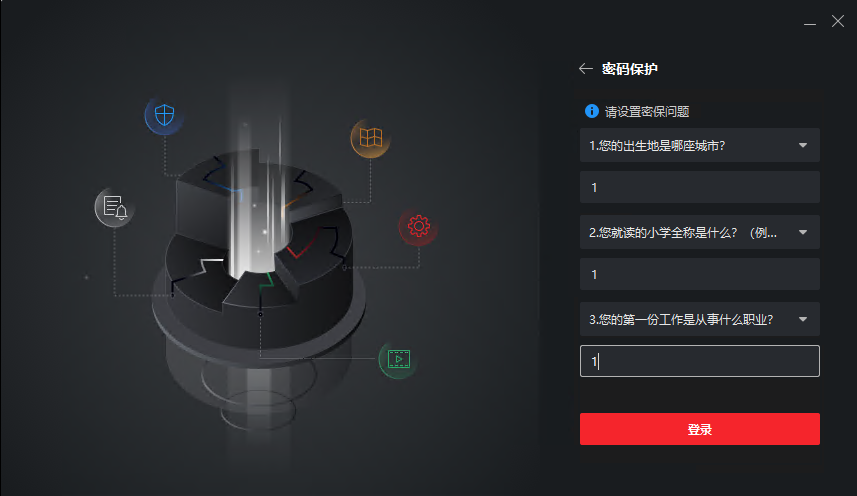 密码保护
请设置密保问题
1.您的出生地是哪座城市?
1
2.您就读的小学全称是什么？（例...
1
3.您的第一份工作是从事什么职业?
1
登录